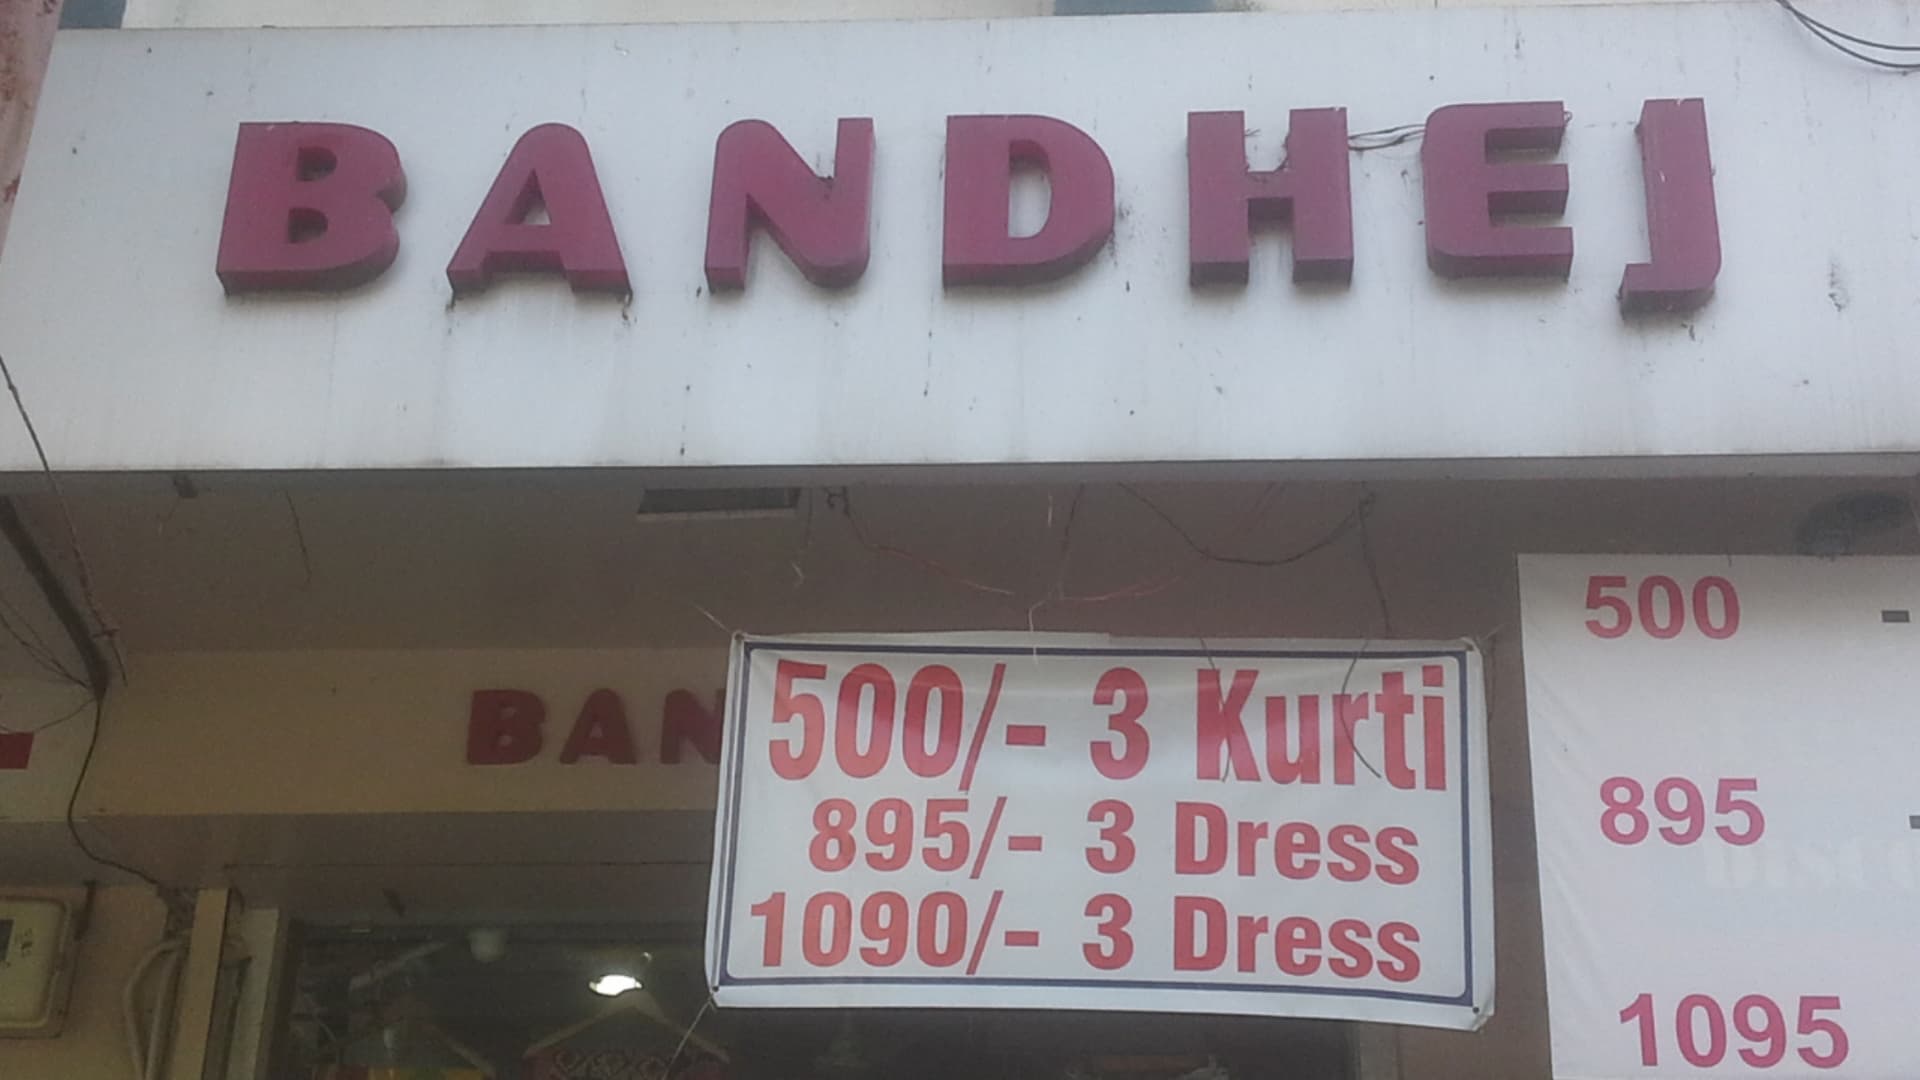 BANDHEJ
BAN
500/- 3 Kurti
895/- 3 Dress
1090/- 3 Dress
500 -
895 -
1095